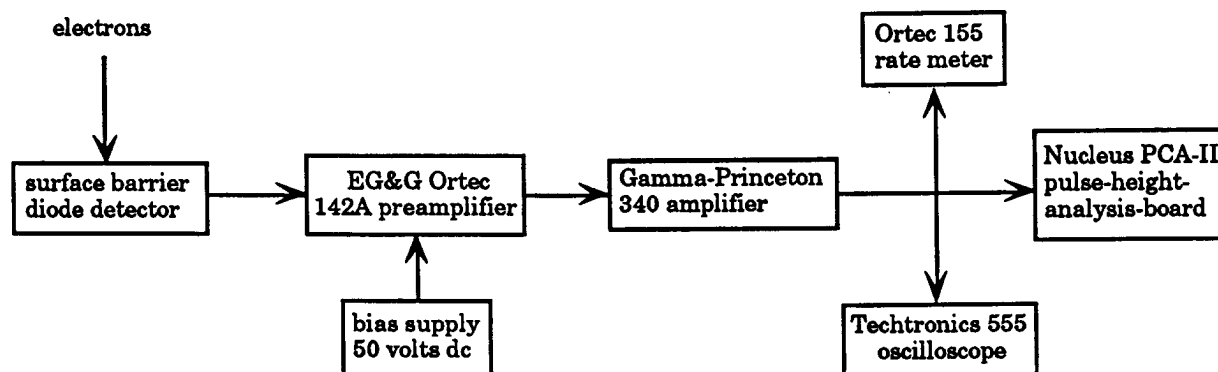 electrons
surface barrier
diode detector
EG&G Ortec
142A preamplifier
bias supply
50 volts dc
Gamma-Princeton
340 amplifier
Ortec 155
rate meter
Nucleus PCA-II
pulse-height-
analysis-board
Techtronics 555
oscilloscope